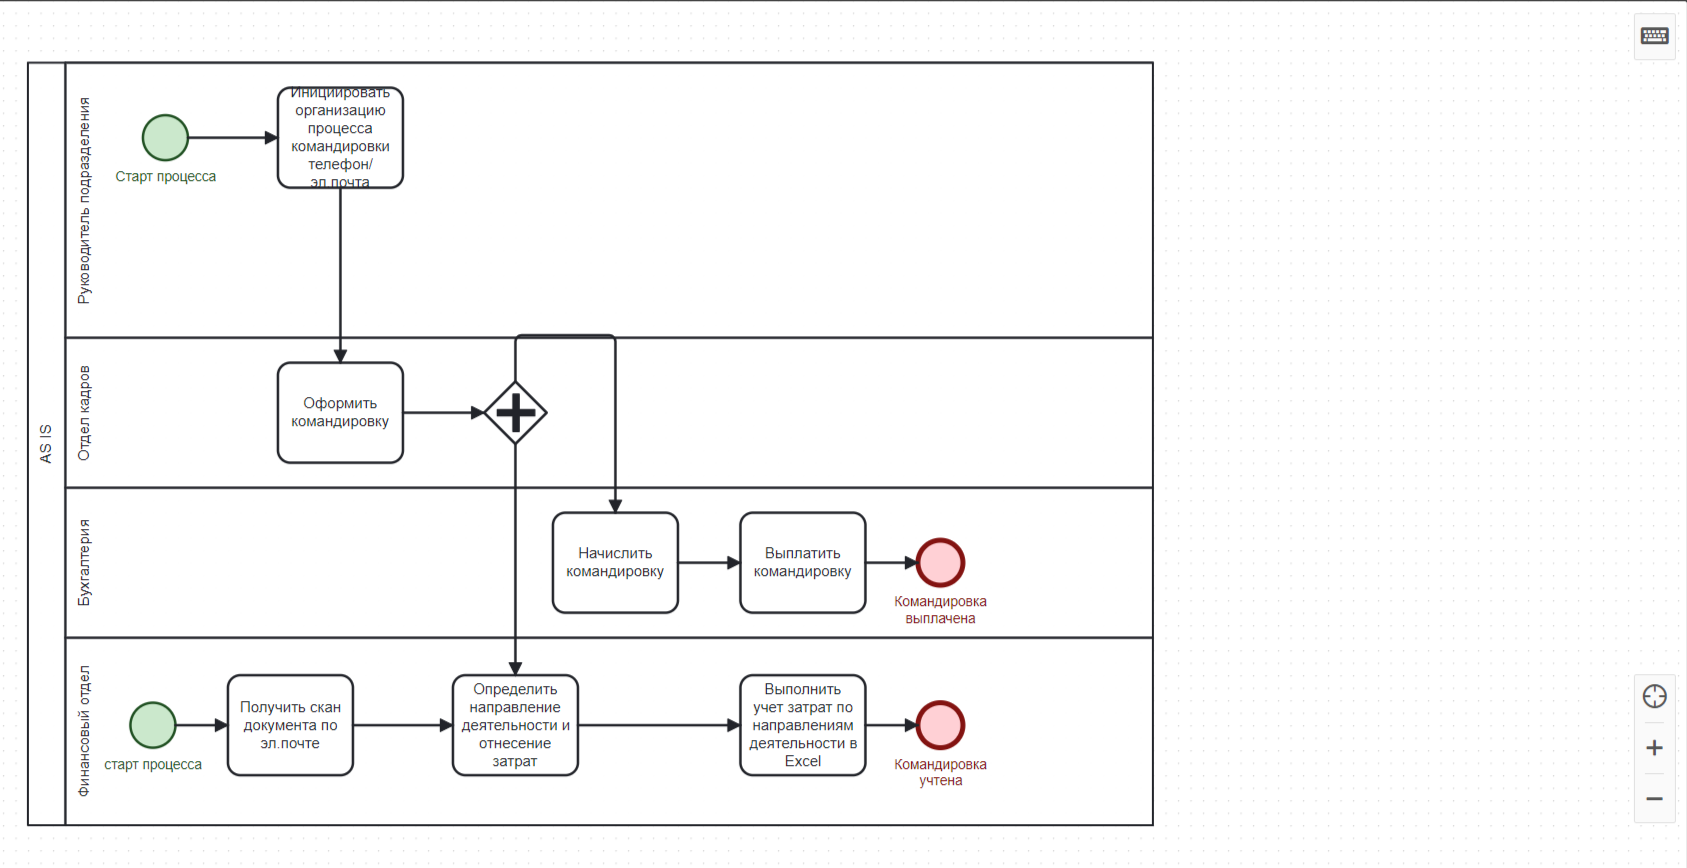 AS IS
Руководитель подразделения
Старт процесса
Инициировать
организацию
процесса
командировки
телефон/
эл.почта
Отдел кадров
Оформить
командировку
Бухгалтерия
Начислить
командировку
Выплатить
командировку
Командировка
выплачена
Финансовый отдел
старт процесса
Получить скан
документа по
эл.почте
Определить
направление
деятельности и
отнесение
затрат
Выполнить
учет затрат по
направлениям
деятельности в
Excel
Командировка
учтена